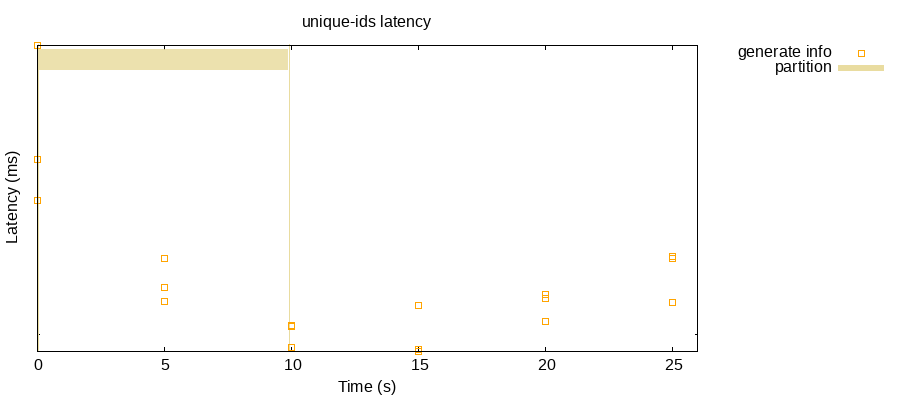 unique-ids latency
generate info
partition
Latency (ms)
0 5 10 15 20 25
Time (s)